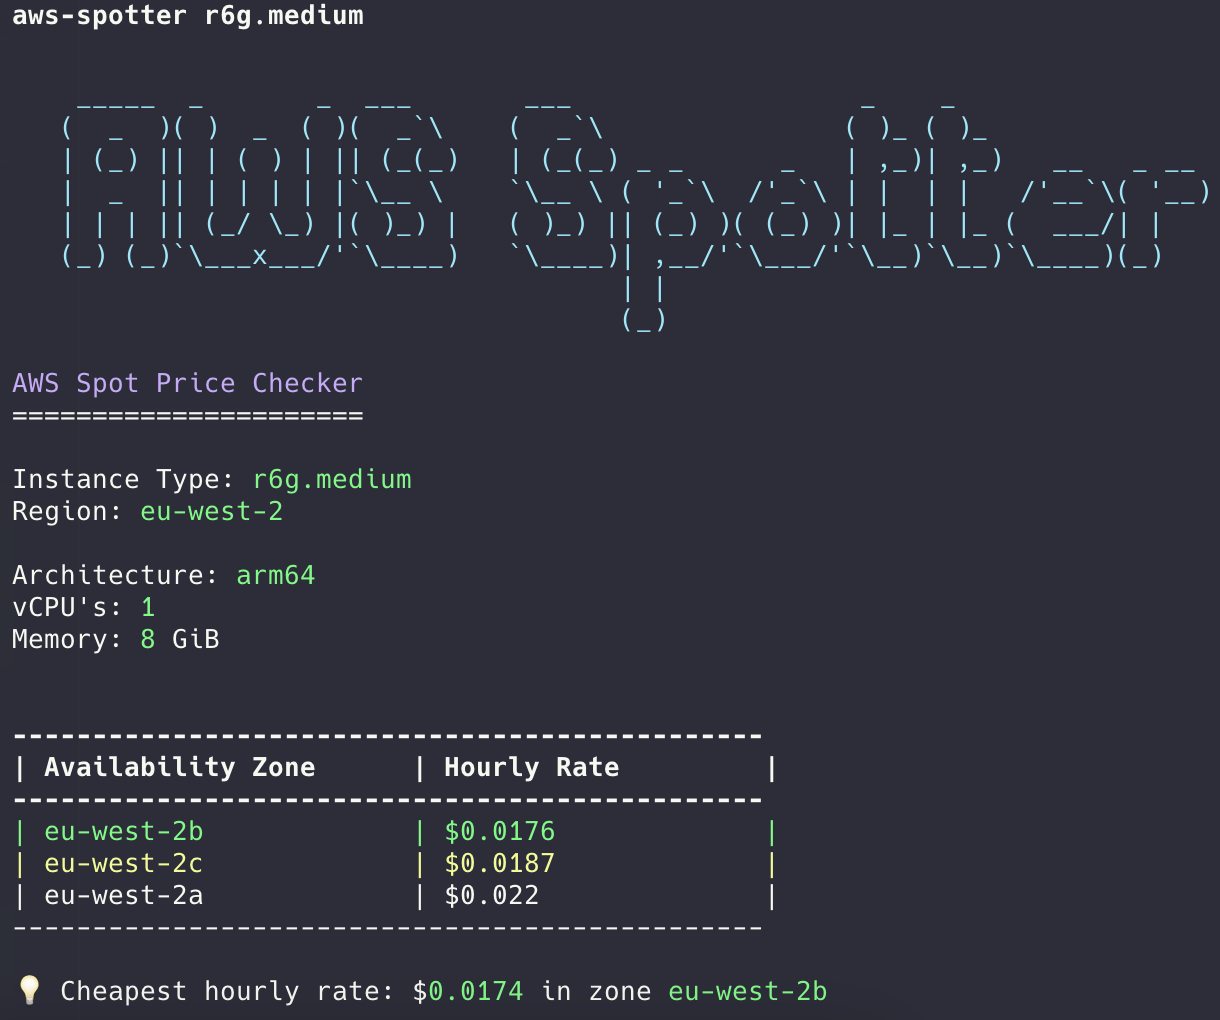 aws-spotter r6g.medium
AWS Spotter
AWS Spot Price Checker
======================
Instance Type: r6g.medium
Region: eu-west-2
Architecture: arm64
vCPU's: 1
Memory: 8 GiB
-----------------------------------------------
| Availability Zone      | Hourly Rate         |
-----------------------------------------------
| eu-west-2b             | $0.0176             |
| eu-west-2c             | $0.0187             |
| eu-west-2a             | $0.022              |
-----------------------------------------------
💡 Cheapest hourly rate: $0.0174 in zone eu-west-2b